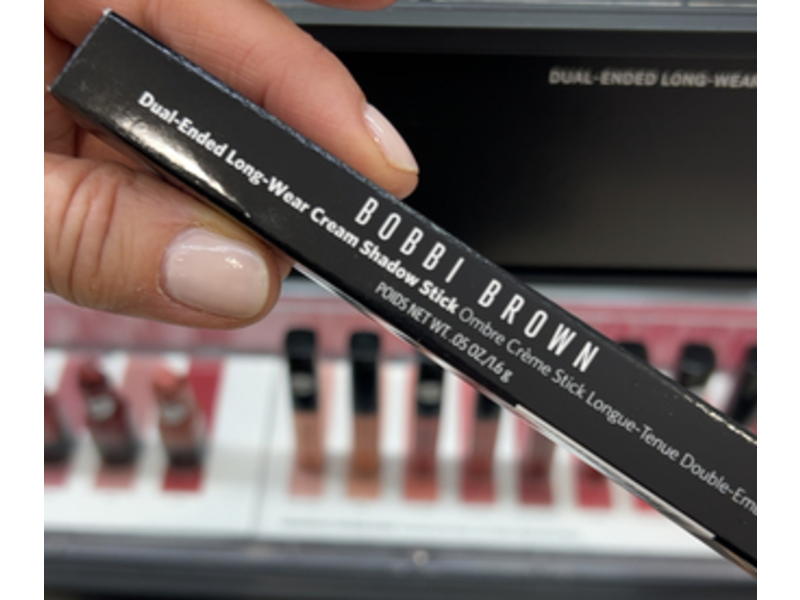 DUAL-ENDED LONG-WEAR
BOBBI BROWN
Dual-Ended Long-Wear Cream Shadow Stick Ombre Crème Stick Longue-Tenue Double-Em
POIDS NET WT. .05 OZ/1.6 g